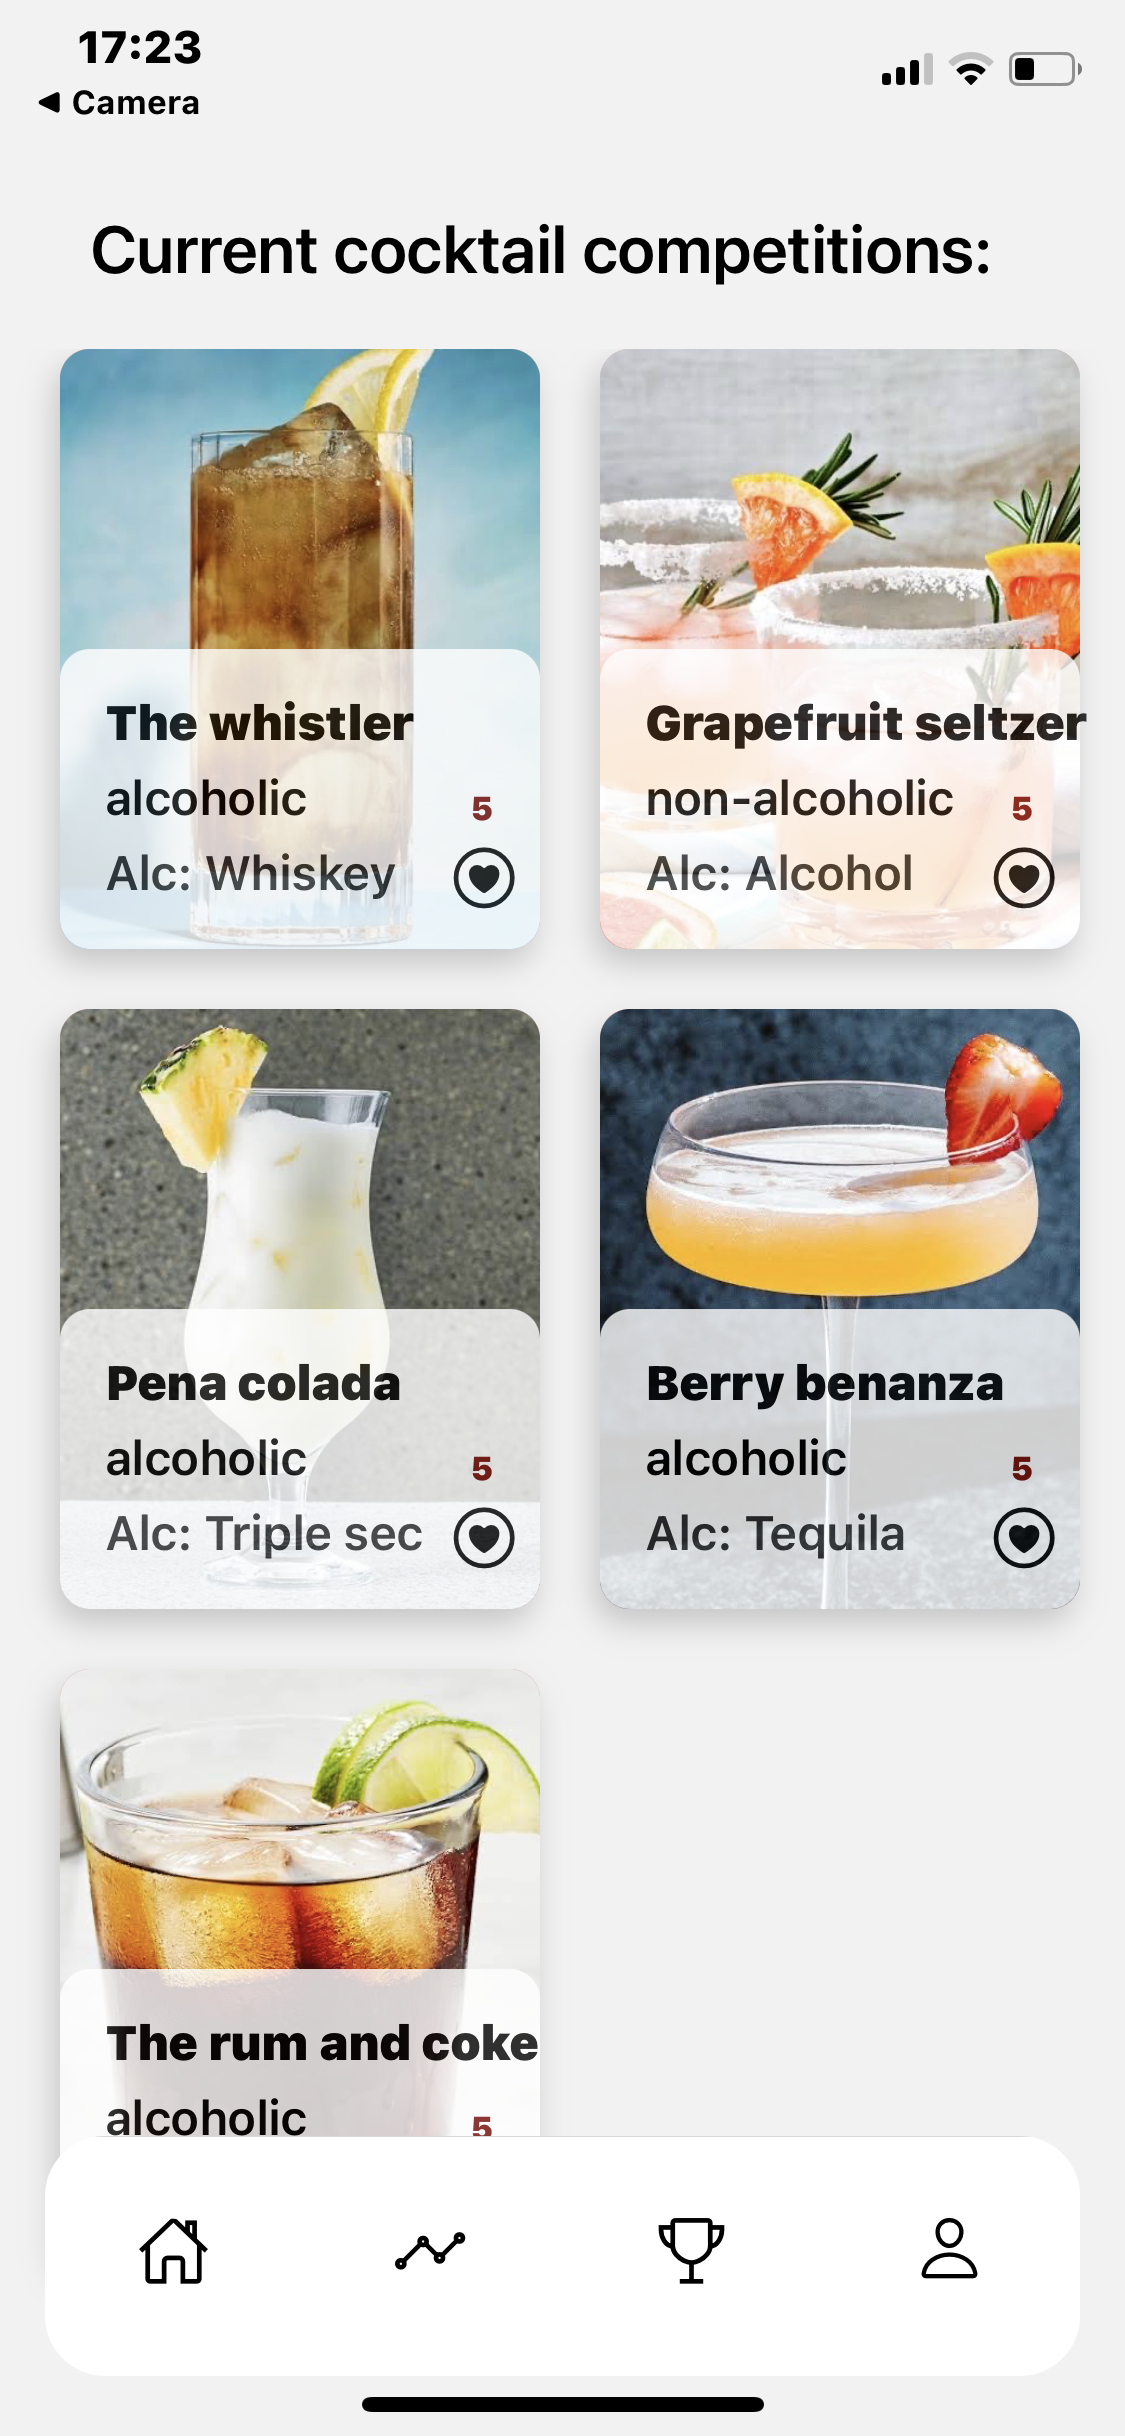 17:23
Camera
Current cocktail competitions:
The whistler
alcoholic
5
Alc: Whiskey
Grapefruit seltzer
non-alcoholic
5
Alc: Alcohol
Pena colada
alcoholic
5
Alc: Triple sec
Berry benanza
alcoholic
5
Alc: Tequila
The rum and coke
alcoholic
5